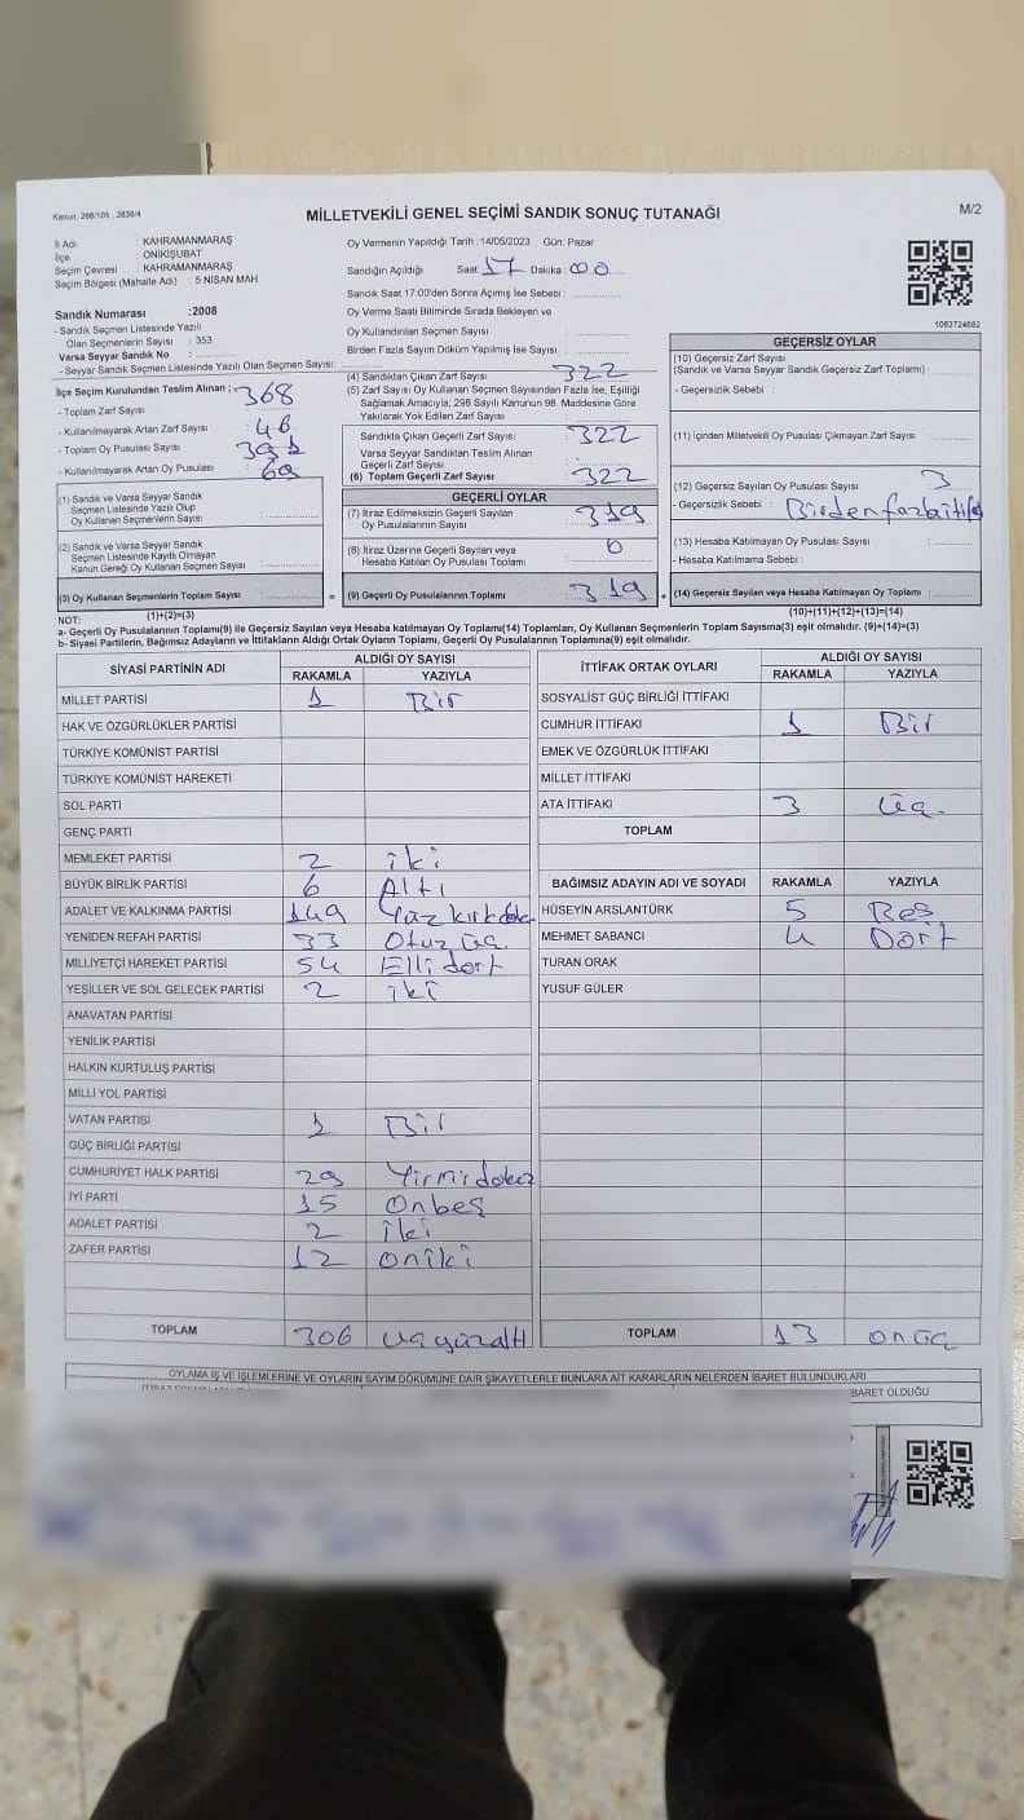 MİLLETVEKİLİ GENEL SEÇİMİ SANDIK SONUÇ TUTANAĞI
M/2
İl Adı : KAHRAMANMARAŞ
İlçe : ONİKİŞUBAT
Seçim Çevresi : KAHRAMANMARAŞ
Seçim Bölgesi (Mahalle Adı) : 5 NİSAN MAH
Oy Vermenin Yapıldığı Tarih : 14/05/2023 Gün: Pazar
Sandığın Açıldığı Saat 17 Dakika : 00
Sandık Saat 17:00'den Sonra Açılmış İse Sebebi :
Oy Verme Saati Bitiminde Sırada Bekleyen ve
Oy Kullandırılan Seçmen Sayısı
Birden Fazla Sayım Döküm Yapılmış İse Sayısı
Sandık Numarası :2008
- Sandık Seçmen Listesinde Yazılı
Olan Seçmenlerin Sayısı : 353
Varsa Seyyar Sandık No :
- Seyyar Sandık Seçmen Listesinde Yazılı Olan Seçmen Sayısı:
İlçe Seçim Kurulundan Teslim Alınan : 368
- Toplam Zarf Sayısı
- Kullanılmayarak Artan Zarf Sayısı 46
- Toplam Oy Pusulası Sayısı 391
- Kullanılmayarak Artan Oy Pusulası 69
(1) Sandık ve Varsa Seyyar Sandık
Seçmen Listesinde Yazılı Olup
Oy Kullanan Seçmenlerin Sayısı
(2) Sandık ve Varsa Seyyar Sandık
Seçmen Listesinde Kayıtlı Olmayan
Kanun Gereği Oy Kullanan Seçmen Sayısı
(3) Oy Kullanan Seçmenlerin Toplam Sayısı
(4) Sandıktan Çıkan Zarf Sayısı 322
(5) Zarf Sayısı Oy Kullanan Seçmen Sayısından Fazla İse, Eşitliği
Sağlamak Amacıyla, 298 Sayılı Kanunun 98. Maddesine Göre
Yakılarak Yok Edilen Zarf Sayısı
Sandıkta Çıkan Geçerli Zarf Sayısı 322
Varsa Seyyar Sandıktan Teslim Alınan
Geçerli Zarf Sayısı
(6) Toplam Geçerli Zarf Sayısı 322
GEÇERLİ OYLAR
(7) İtiraz Edilmeksizin Geçerli Sayılan
Oy Pusulalarının Sayısı 319
(8) İtiraz Üzerine Geçerli Sayılan veya
Hesaba Katılan Oy Pusulası Toplamı 0
= (9) Geçerli Oy Pusulalarının Toplamı 319
1063724682
GEÇERSİZ OYLAR
(10) Geçersiz Zarf Sayısı
(Sandık ve Varsa Seyyar Sandık Geçersiz Zarf Toplamı)
- Geçersizlik Sebebi :
(11) İçinden Milletvekili Oy Pusulası Çıkmayan Zarf Sayısı
(12) Geçersiz Sayılan Oy Pusulası Sayısı 3
- Geçersizlik Sebebi :
(13) Hesaba Katılmayan Oy Pusulası Sayısı
- Hesaba Katılmama Sebebi :
+ (14) Geçersiz Sayılan veya Hesaba Katılmayan Oy Toplamı
NOT: (1)+(2)=(3)
(10)+(11)+(12)+(13)=(14)
a- Geçerli Oy Pusulalarının Toplamı(9) ile Geçersiz Sayılan veya Hesaba katılmayan Oy Toplamı(14) Toplamları, Oy Kullanan Seçmenlerin Toplam Sayısına(3) eşit olmalıdır. (9)+(14)=(3)
b- Siyasi Partilerin, Bağımsız Adayların ve İttifakların Aldığı Ortak Oyların Toplamı, Geçerli Oy Pusulalarının Toplamına(9) eşit olmalıdır.
SİYASİ PARTİNİN ADI ALDIĞI OY SAYISI
RAKAMLA YAZIYLA
MİLLET PARTİSİ 1 Bir
HAK VE ÖZGÜRLÜKLER PARTİSİ
TÜRKİYE KOMÜNİST PARTİSİ
TÜRKİYE KOMÜNİST HAREKETİ
SOL PARTİ
GENÇ PARTİ
MEMLEKET PARTİSİ 2 iki
BÜYÜK BİRLİK PARTİSİ 6 Altı
ADALET VE KALKINMA PARTİSİ 149
YENİDEN REFAH PARTİSİ 33 Otuz üç.
MİLLİYETÇİ HAREKET PARTİSİ 54 Elli dört
YEŞİLLER VE SOL GELECEK PARTİSİ 2 iki
ANAVATAN PARTİSİ
YENİLİK PARTİSİ
HALKIN KURTULUŞ PARTİSİ
MİLLİ YOL PARTİSİ
VATAN PARTİSİ 1 Bir
GÜÇ BİRLİĞİ PARTİSİ
CUMHURİYET HALK PARTİSİ 29 Yirmidokuz
İYİ PARTİ 15 Onbeş
ADALET PARTİSİ 2 iki
ZAFER PARTİSİ 12 oniki
TOPLAM 306 üçyüzaltı
İTTİFAK ORTAK OYLARI ALDIĞI OY SAYISI
RAKAMLA YAZIYLA
SOSYALİST GÜÇ BİRLİĞİ İTTİFAKI
CUMHUR İTTİFAKI 1 Bir
EMEK VE ÖZGÜRLÜK İTTİFAKI
MİLLET İTTİFAKI
ATA İTTİFAKI 3 üç.
TOPLAM
BAĞIMSIZ ADAYIN ADI VE SOYADI RAKAMLA YAZIYLA
HÜSEYİN ARSLANTÜRK 5 Beş
MEHMET SABANCI 4 Dört
TURAN ORAK
YUSUF GÜLER
TOPLAM 13 onüç
OYLAMA İŞ VE İŞLEMLERİNE VE OYLARIN SAYIM DÖKÜMÜNE DAİR ŞİKAYETLERLE BUNLARA AİT KARARLARIN NELERDEN İBARET BULUNDUKLARI
İBARET OLDUĞU